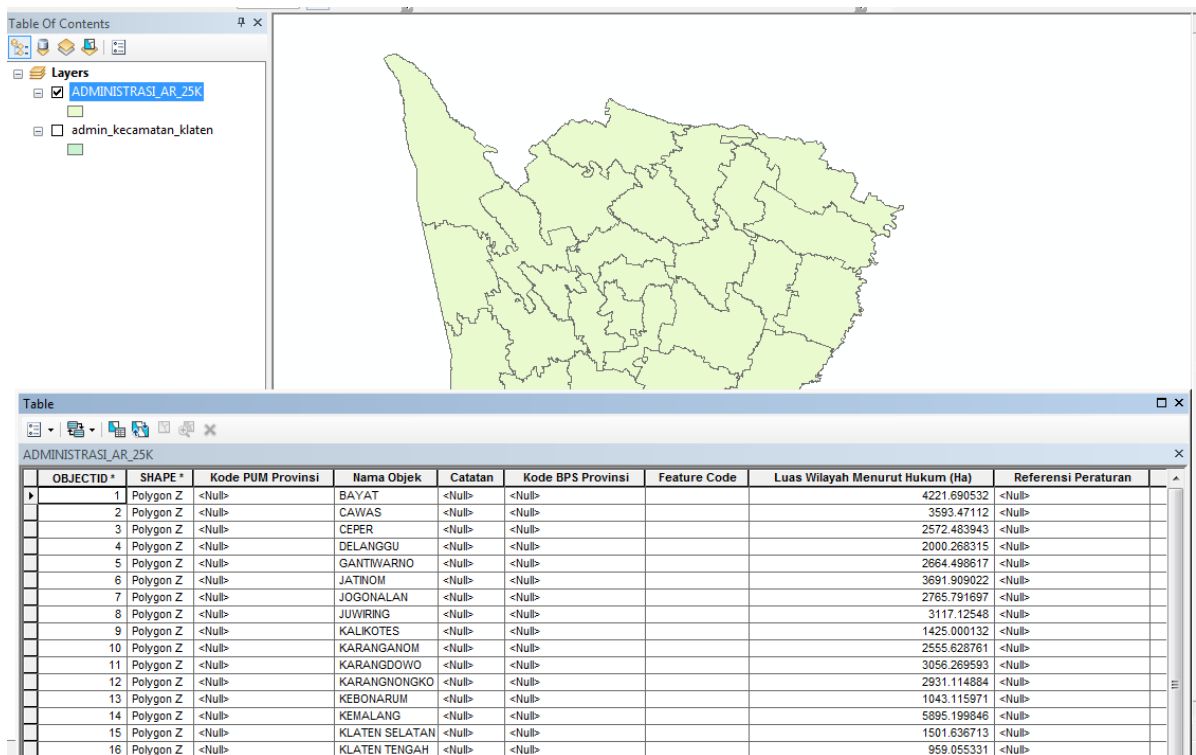 Table Of Contents
Layers
ADMINISTRASI_AR_25K
admin_kecamatan_klaten
Table
ADMINISTRASI_AR_25K
OBJECTID * SHAPE * Kode PUM Provinsi Nama Objek Catatan Kode BPS Provinsi Feature Code Luas Wilayah Menurut Hukum (Ha) Referensi Peraturan
1 Polygon Z <Null> BAYAT <Null> <Null> 4221.690532 <Null>
2 Polygon Z <Null> CAWAS <Null> <Null> 3593.47112 <Null>
3 Polygon Z <Null> CEPER <Null> <Null> 2572.483943 <Null>
4 Polygon Z <Null> DELANGGU <Null> <Null> 2000.268315 <Null>
5 Polygon Z <Null> GANTIWARNO <Null> <Null> 2664.498617 <Null>
6 Polygon Z <Null> JATINOM <Null> <Null> 3691.909022 <Null>
7 Polygon Z <Null> JOGONALAN <Null> <Null> 2765.791697 <Null>
8 Polygon Z <Null> JUWIRING <Null> <Null> 3117.12548 <Null>
9 Polygon Z <Null> KALIKOTES <Null> <Null> 1425.000132 <Null>
10 Polygon Z <Null> KARANGANOM <Null> <Null> 2555.628761 <Null>
11 Polygon Z <Null> KARANGDOWO <Null> <Null> 3056.269593 <Null>
12 Polygon Z <Null> KARANGNONGKO <Null> <Null> 2931.114884 <Null>
13 Polygon Z <Null> KEBONARUM <Null> <Null> 1043.115971 <Null>
14 Polygon Z <Null> KEMALANG <Null> <Null> 5895.199846 <Null>
15 Polygon Z <Null> KLATEN SELATAN <Null> <Null> 1501.636713 <Null>
16 Polygon Z <Null> KLATEN TENGAH <Null> <Null> 959.055331 <Null>